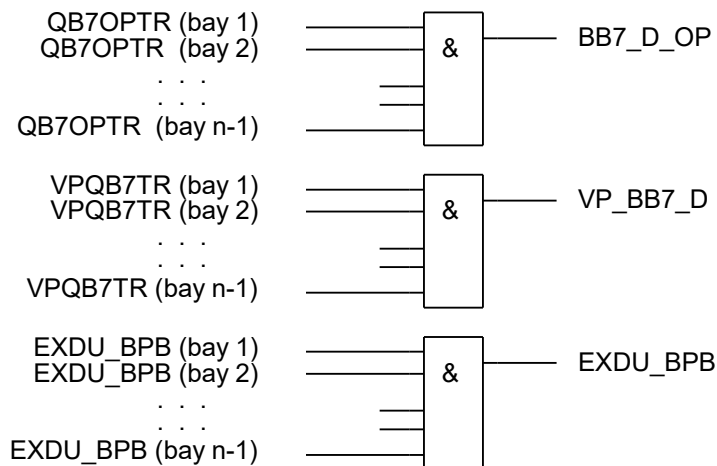 QB7OPTR (bay 1)
QB7OPTR (bay 2)
. . .
. . .
QB7OPTR (bay n-1)
&
BB7_D_OP
VPQB7TR (bay 1)
VPQB7TR (bay 2)
. . .
. . .
VPQB7TR (bay n-1)
&
VP_BB7_D
EXDU_BPB (bay 1)
EXDU_BPB (bay 2)
. . .
. . .
EXDU_BPB (bay n-1)
&
EXDU_BPB